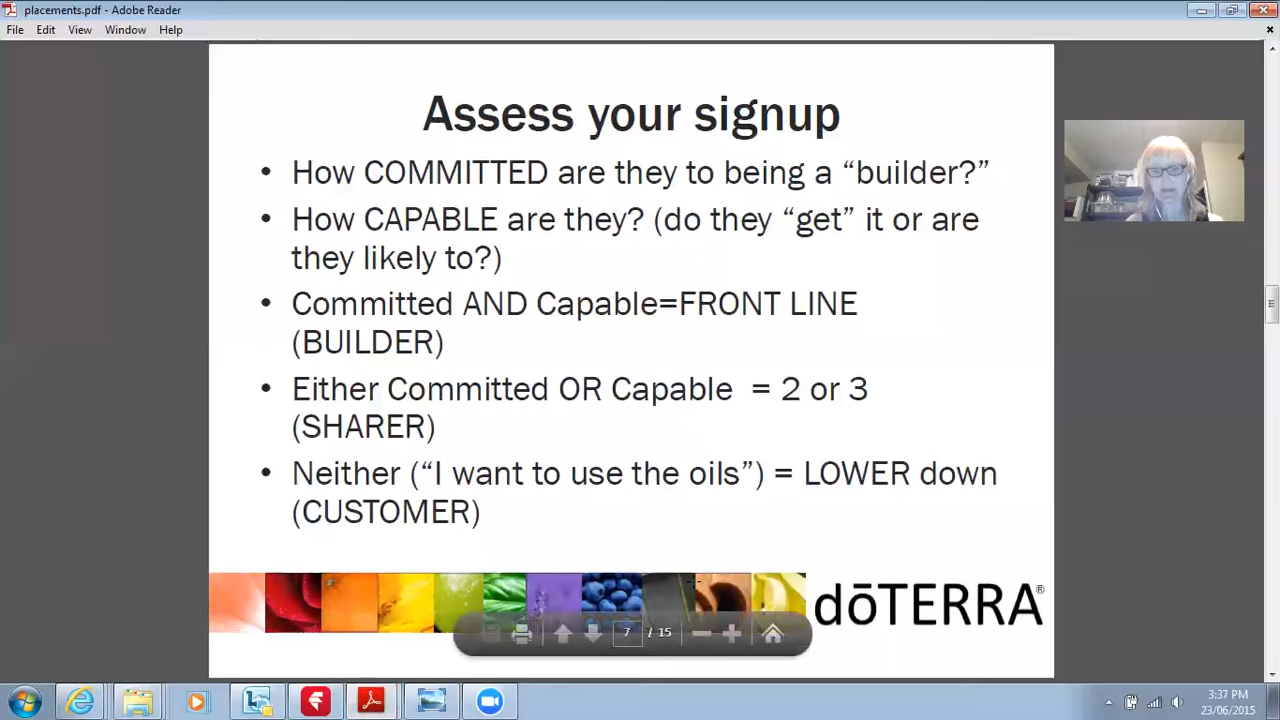 placements.pdf - Adobe Reader
File Edit View Window Help
Assess your signup
• How COMMITTED are they to being a “builder?”
• How CAPABLE are they? (do they “get” it or are
they likely to?)
• Committed AND Capable=FRONT LINE
(BUILDER)
• Either Committed OR Capable = 2 or 3
(SHARER)
• Neither (“I want to use the oils”) = LOWER down
(CUSTOMER)
dōTERRA®
7 / 15
3:37 PM
23/06/2015